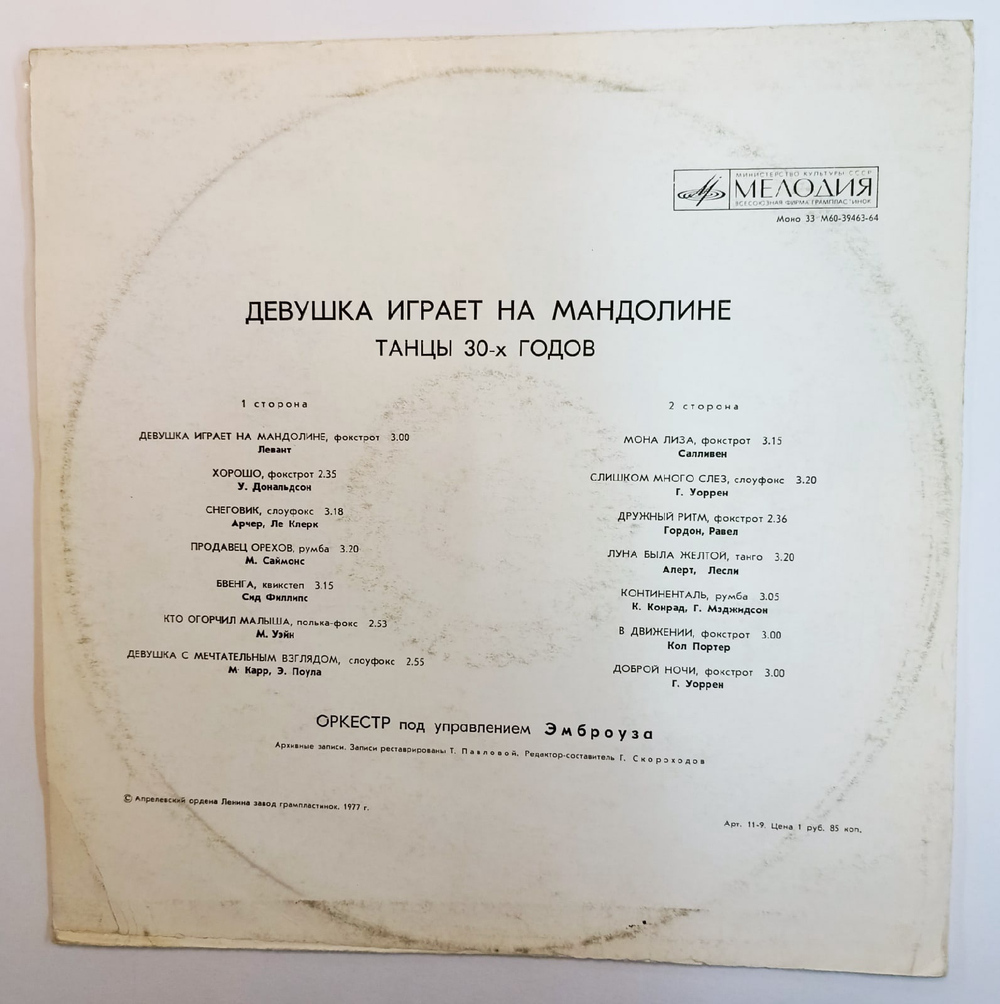 МИНИСТЕРСТВО КУЛЬТУРЫ СССР
МЕЛОДИЯ
ВСЕСОЮЗНАЯ ФИРМА ГРАМПЛАСТИНОК
Моно 33 М60-39463-64
ДЕВУШКА ИГРАЕТ НА МАНДОЛИНЕ
ТАНЦЫ 30-х ГОДОВ
1 сторона
ДЕВУШКА ИГРАЕТ НА МАНДОЛИНЕ, фокстрот 3.00
Левант
ХОРОШО, фокстрот 2.35
У. Дональдсон
СНЕГОВИК, слоуфокс 3.18
Арчер, Ле Клерк
ПРОДАВЕЦ ОРЕХОВ, румба 3.20
М. Саймонс
БВЕНГА, квикстеп 3.15
Сид Филлипс
КТО ОГОРЧИЛ МАЛЫША, полька-фокс 2.53
М. Уэйн
ДЕВУШКА С МЕЧТАТЕЛЬНЫМ ВЗГЛЯДОМ, слоуфокс 2.55
М. Карр, Э. Поула
2 сторона
МОНА ЛИЗА, фокстрот 3.15
Салливен
СЛИШКОМ МНОГО СЛЕЗ, слоуфокс 3.20
Г. Уоррен
ДРУЖНЫЙ РИТМ, фокстрот 2.36
Гордон, Равел
ЛУНА БЫЛА ЖЕЛТОЙ, танго 3.20
Алерт, Лесли
КОНТИНЕНТАЛЬ, румба 3.05
К. Конрад, Г. Мэджидсон
В ДВИЖЕНИИ, фокстрот 3.00
Кол Портер
ДОБРОЙ НОЧИ, фокстрот 3.00
Г. Уоррен
ОРКЕСТР под управлением Эмброуза
Архивные записи. Записи реставрированы Т. Павловой. Редактор-составитель Г. Скороходов
© Апрелевский ордена Ленина завод грампластинок, 1977 г.
Арт. 11-9. Цена 1 руб. 85 коп.